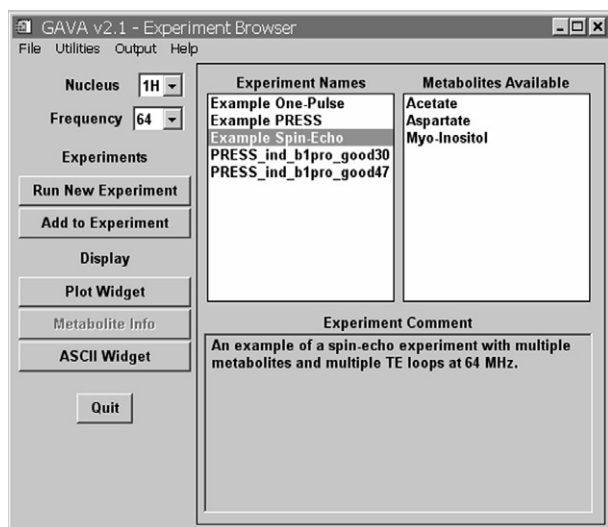 GAVA v2.1 - Experiment Browser
File Utilities Output Help
Nucleus 1H
Frequency 64
Experiments
Run New Experiment
Add to Experiment
Display
Plot Widget
Metabolite Info
ASCII Widget
Quit
Experiment Names
Example One-Pulse
Example PRESS
Example Spin-Echo
PRESS_ind_b1pro_good30
PRESS_ind_b1pro_good47
Metabolites Available
Acetate
Aspartate
Myo-Inositol
Experiment Comment
An example of a spin-echo experiment with multiple
metabolites and multiple TE loops at 64 MHz.